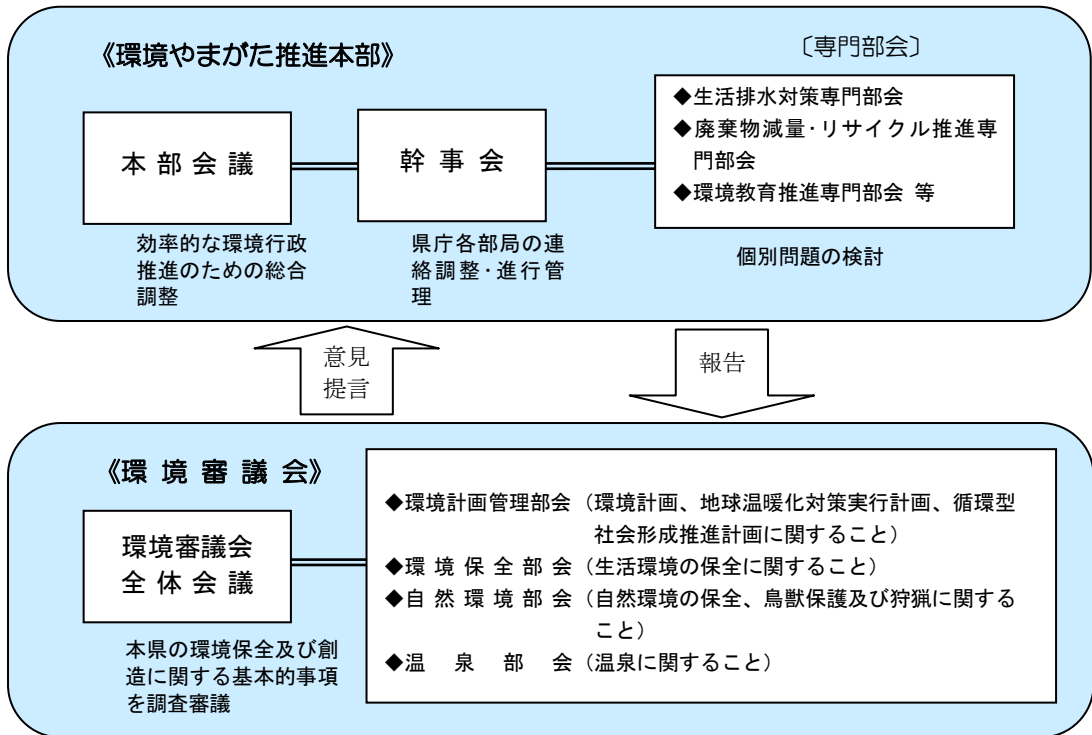 《環境やまがた推進本部》
〔専門部会〕
本部会議
幹事会
◆生活排水対策専門部会
◆廃棄物減量・リサイクル推進専
門部会
◆環境教育推進専門部会 等
効率的な環境行政
推進のための総合
調整
県庁各部局の連
絡調整・進行管
理
個別問題の検討
意見
提言
報告
《環境審議会》
環境審議会
全体会議
本県の環境保全及び創
造に関する基本的事項
を調査審議
◆環境計画管理部会(環境計画、地球温暖化対策実行計画、循環型
社会形成推進計画に関すること)
◆環境保全部会(生活環境の保全に関すること)
◆自然環境部会(自然環境の保全、鳥獣保護及び狩猟に関する
こと)
◆温泉部会(温泉に関すること)